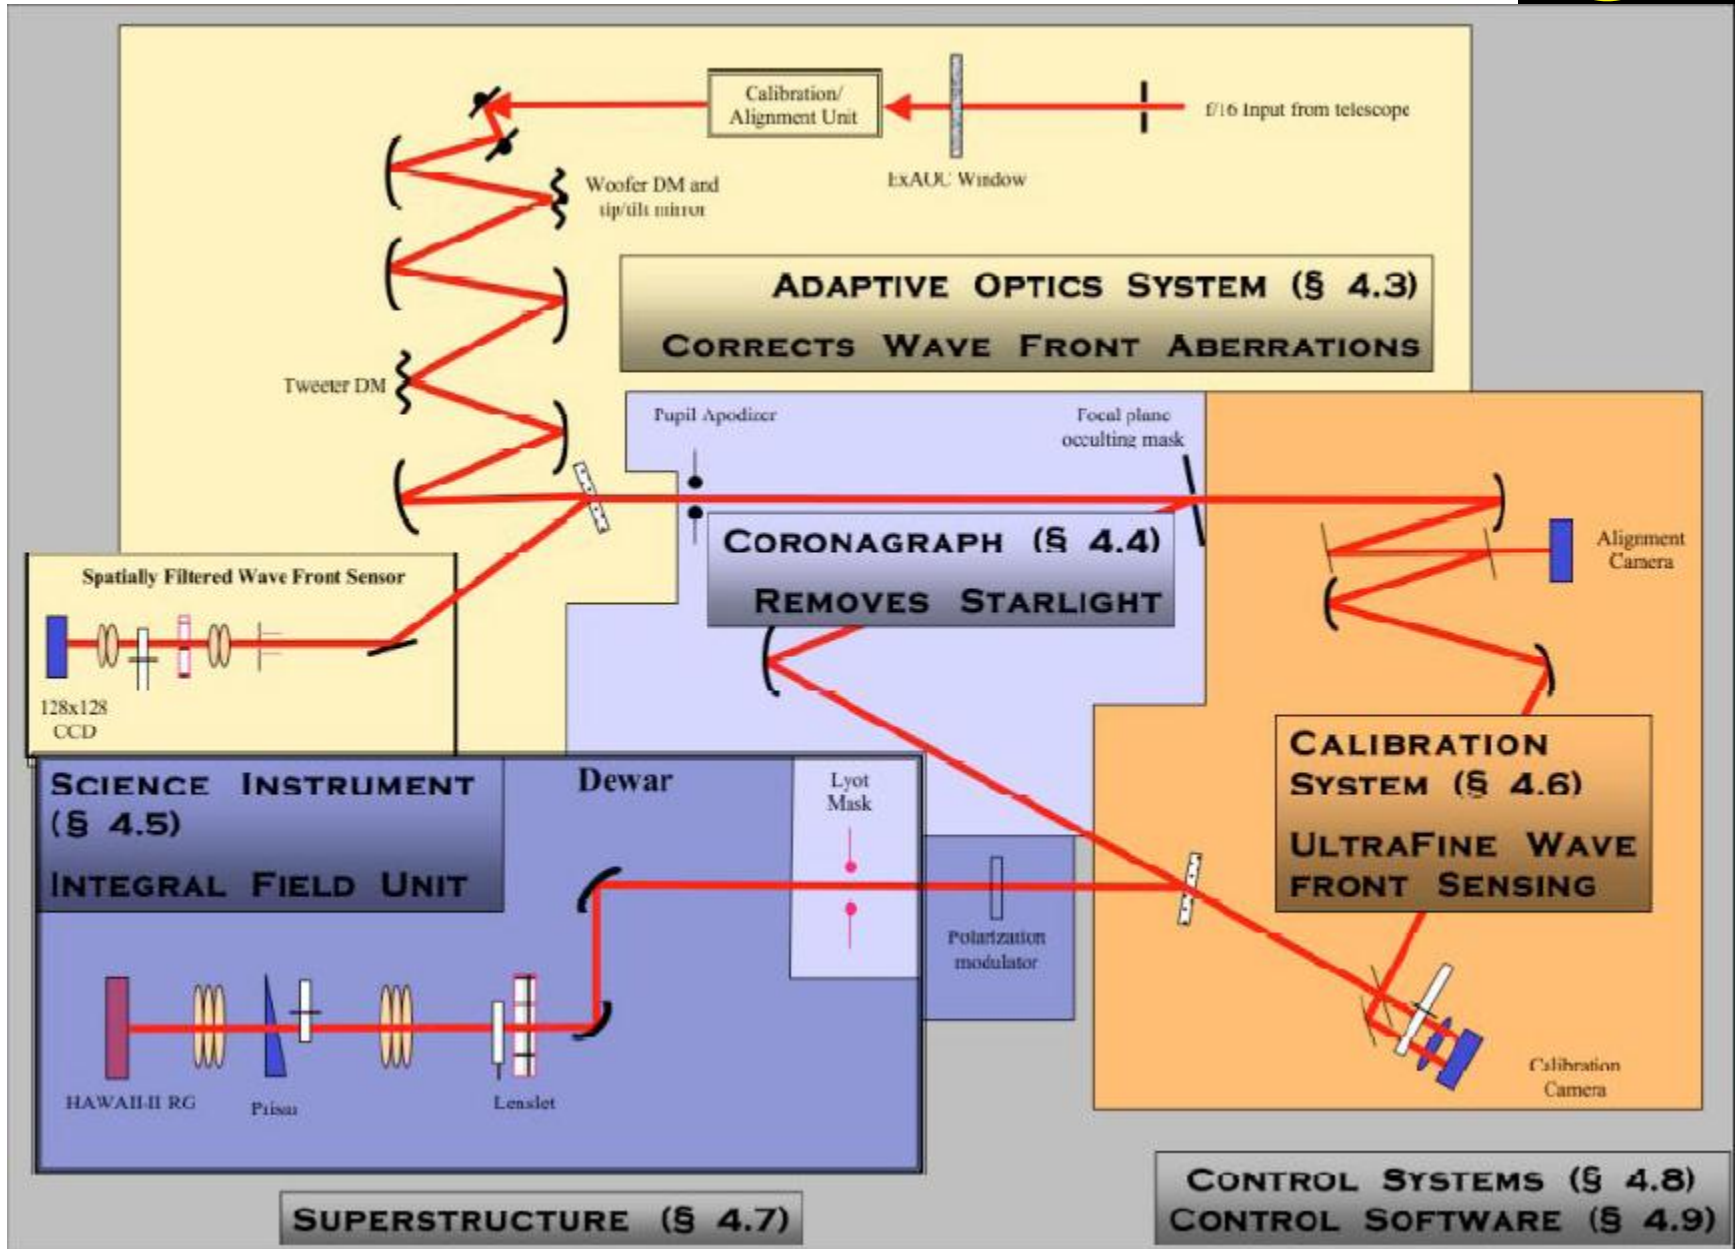 Calibration/
Alignment Unit
f/16 Input from telescope
ExAOC Window
Woofer DM and
tip/tilt mirror
ADAPTIVE OPTICS SYSTEM (§ 4.3)
CORRECTS WAVE FRONT ABERRATIONS
Tweeter DM
Pupil Apodizer
Focal plane
occulting mask
CORONAGRAPH (§ 4.4)
REMOVES STARLIGHT
Alignment
Camera
Spatially Filtered Wave Front Sensor
128x128
CCD
SCIENCE INSTRUMENT
(§ 4.5)
INTEGRAL FIELD UNIT
Dewar
Lyot
Mask
CALIBRATION
SYSTEM (§ 4.6)
ULTRAFINE WAVE
FRONT SENSING
Polarization
modulator
HAWAII-II RG
Prism
Lenslet
Calibration
Camera
SUPERSTRUCTURE (§ 4.7)
CONTROL SYSTEMS (§ 4.8)
CONTROL SOFTWARE (§ 4.9)